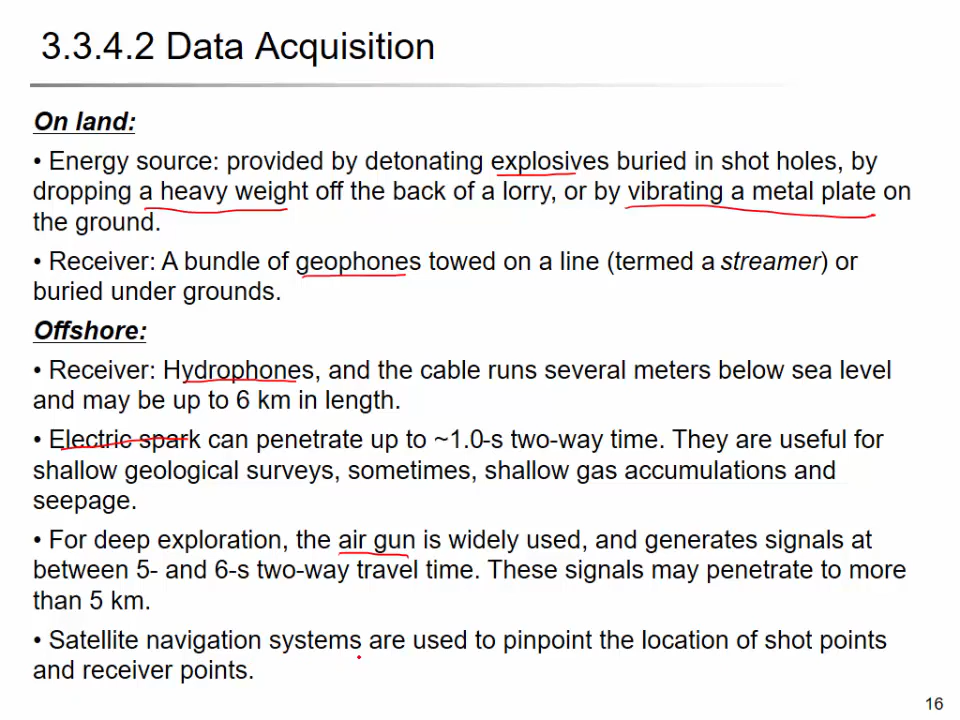 3.3.4.2 Data Acquisition
On land:
• Energy source: provided by detonating explosives buried in shot holes, by
dropping a heavy weight off the back of a lorry, or by vibrating a metal plate on
the ground.
• Receiver: A bundle of geophones towed on a line (termed a streamer) or
buried under grounds.
Offshore:
• Receiver: Hydrophones, and the cable runs several meters below sea level
and may be up to 6 km in length.
• Electric spark can penetrate up to ~1.0-s two-way time. They are useful for
shallow geological surveys, sometimes, shallow gas accumulations and
seepage.
• For deep exploration, the air gun is widely used, and generates signals at
between 5- and 6-s two-way travel time. These signals may penetrate to more
than 5 km.
• Satellite navigation systems are used to pinpoint the location of shot points
and receiver points.
16